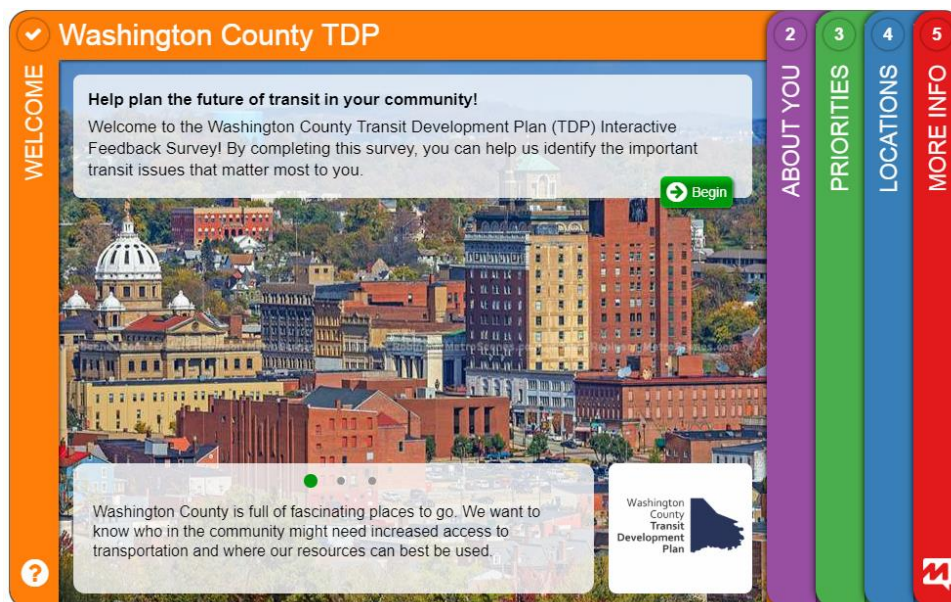 Washington County TDP
WELCOME
Help plan the future of transit in your community!
Welcome to the Washington County Transit Development Plan (TDP) Interactive
Feedback Survey! By completing this survey, you can help us identify the important
transit issues that matter most to you.
Begin
Washington County is full of fascinating places to go. We want to
know who in the community might need increased access to
transportation and where our resources can best be used.
Washington
County
Transit
Development
Plan
?
2
ABOUT YOU
3
PRIORITIES
4
LOCATIONS
5
MORE INFO